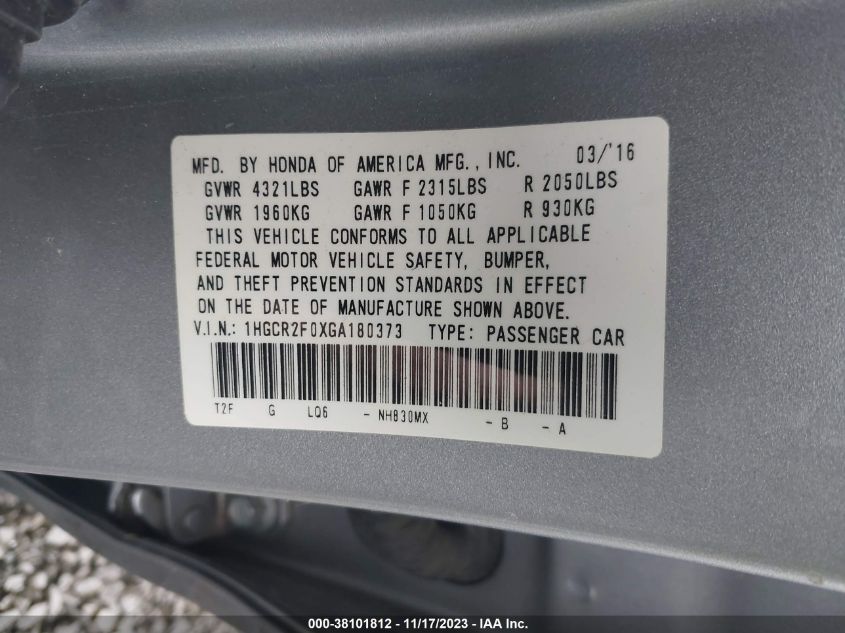 MFD. BY HONDA OF AMERICA MFG., INC. 03/'16
GVWR 4321LBS GAWR F 2315LBS R 2050LBS
GVWR 1960KG GAWR F 1050KG R 930KG
THIS VEHICLE CONFORMS TO ALL APPLICABLE
FEDERAL MOTOR VEHICLE SAFETY, BUMPER,
AND THEFT PREVENTION STANDARDS IN EFFECT
ON THE DATE OF MANUFACTURE SHOWN ABOVE.
V.I.N.: 1HGCR2F0XGA180373 TYPE: PASSENGER CAR
T2F G LQ6 - NH830MX - B - A
000-38101812 - 11/17/2023 - IAA Inc.